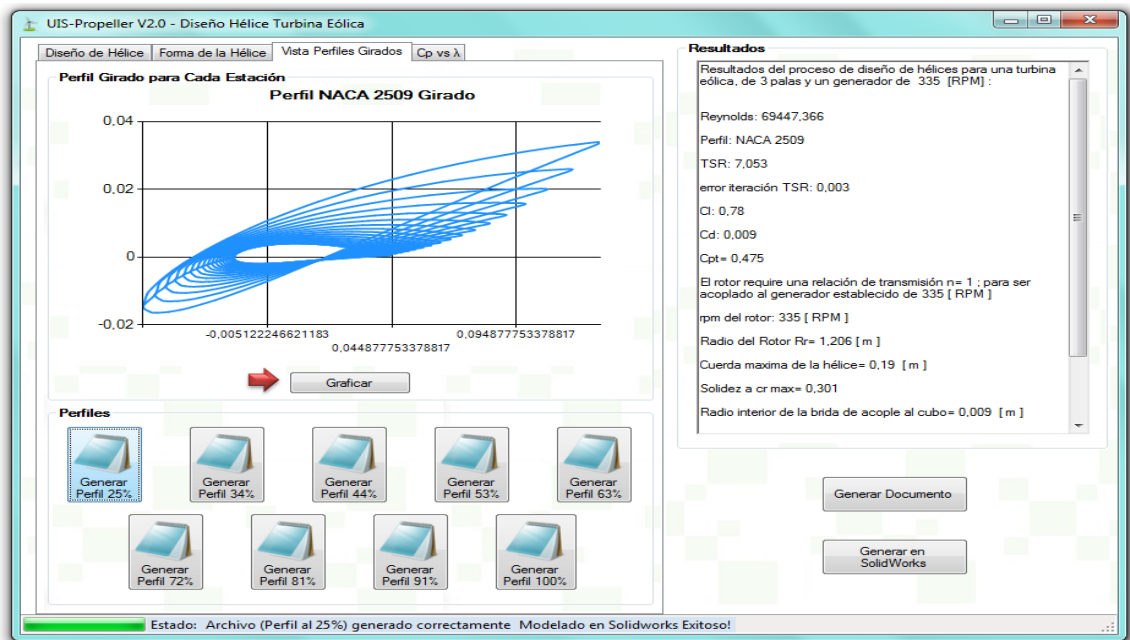 UIS-Propeller V2.0 - Diseño Hélice Turbina Eólica
Diseño de Hélice
Forma de la Hélice
Vista Perfiles Girados
Cp vs λ
Perfil Girado para Cada Estación
Perfil NACA 2509 Girado
0,04
0,02
0
-0,02
-0,005122246621183
0,044877753378817
0,094877753378817
Graficar
Perfiles
Generar
Perfil 25%
Generar
Perfil 34%
Generar
Perfil 44%
Generar
Perfil 53%
Generar
Perfil 63%
Generar
Perfil 72%
Generar
Perfil 81%
Generar
Perfil 91%
Generar
Perfil 100%
Resultados
Resultados del proceso de diseño de hélices para una turbina
eólica, de 3 palas y un generador de 335 [RPM] :
Reynolds: 69447,366
Perfil: NACA 2509
TSR: 7,053
error iteración TSR: 0,003
Cl: 0,78
Cd: 0,009
Cpt= 0,475
El rotor require una relación de transmisión n= 1 ; para ser
acoplado al generador establecido de 335 [ RPM ]
rpm del rotor: 335 [ RPM ]
Radio del Rotor Rr= 1,206 [ m ]
Cuerda maxima de la hélice= 0,19 [ m ]
Solidez a cr max= 0,301
Radio interior de la brida de acople al cubo= 0,009 [ m ]
Generar Documento
Generar en
SolidWorks
Estado: Archivo (Perfil al 25%) generado correctamente Modelado en Solidworks Exitoso!